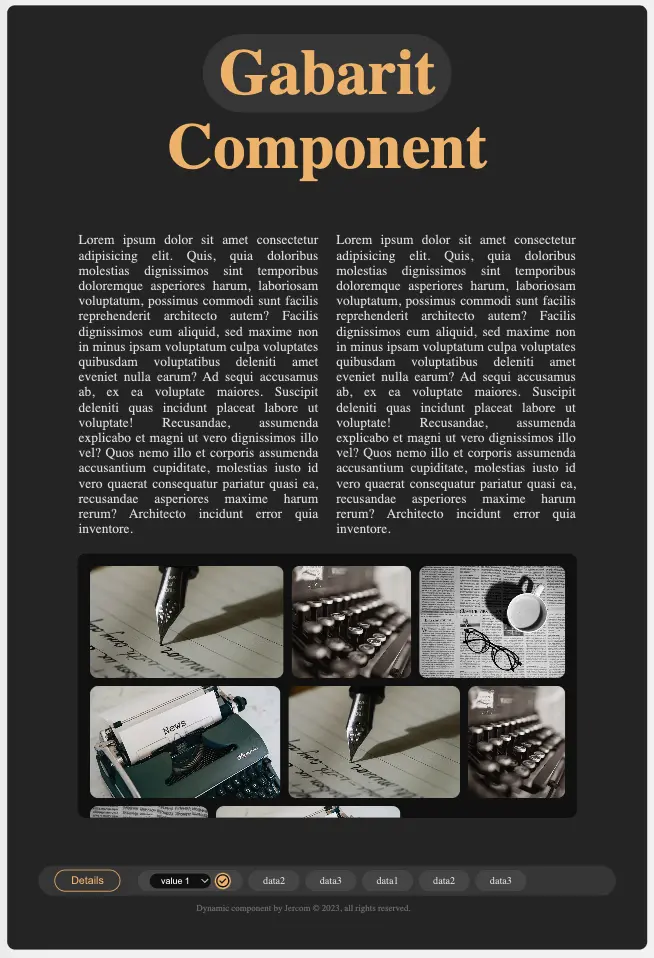 Gabarit
Component
Lorem ipsum dolor sit amet consectetur
adipisicing elit. Quis, quia doloribus
molestias dignissimos sint temporibus
doloremque asperiores harum, laboriosam
voluptatum, possimus commodi sunt facilis
reprehenderit architecto autem? Facilis
dignissimos eum aliquid, sed maxime non
in minus ipsam voluptatum culpa voluptates
quibusdam voluptatibus deleniti amet
eveniet nulla earum? Ad sequi accusamus
ab, ex ea voluptate maiores. Suscipit
deleniti quas incidunt placeat labore ut
voluptate! Recusandae, assumenda
explicabo et magni ut vero dignissimos illo
vel? Quos nemo illo et corporis assumenda
accusantium cupiditate, molestias iusto id
vero quaerat consequatur pariatur quasi ea,
recusandae asperiores maxime harum
rerum? Architecto incidunt error quia
inventore.
Lorem ipsum dolor sit amet consectetur
adipisicing elit. Quis, quia doloribus
molestias dignissimos sint temporibus
doloremque asperiores harum, laboriosam
voluptatum, possimus commodi sunt facilis
reprehenderit architecto autem? Facilis
dignissimos eum aliquid, sed maxime non
in minus ipsam voluptatum culpa voluptates
quibusdam voluptatibus deleniti amet
eveniet nulla earum? Ad sequi accusamus
ab, ex ea voluptate maiores. Suscipit
deleniti quas incidunt placeat labore ut
voluptate! Recusandae, assumenda
explicabo et magni ut vero dignissimos illo
vel? Quos nemo illo et corporis assumenda
accusantium cupiditate, molestias iusto id
vero quaerat consequatur pariatur quasi ea,
recusandae asperiores maxime harum
rerum? Architecto incidunt error quia
inventore.
News
Details value 1 data2 data3 data1 data2 data3
Dynamic component by Jercom © 2023, all rights reserved.